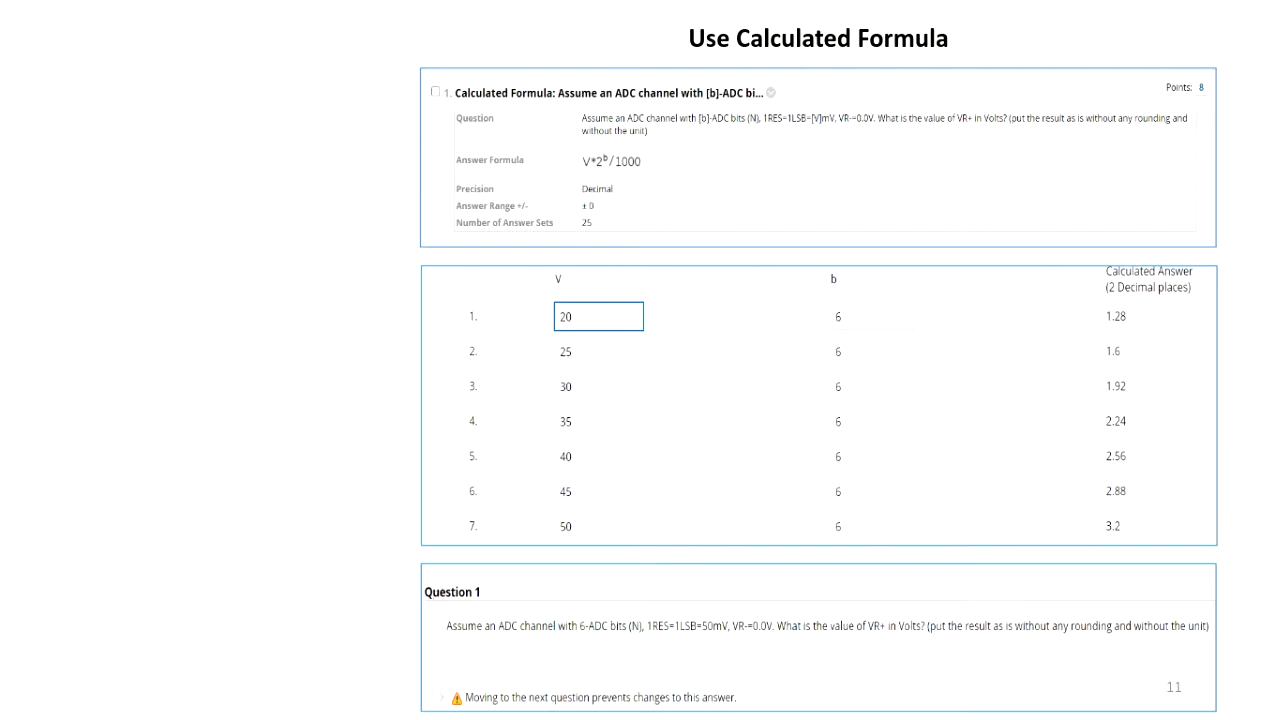 Use Calculated Formula
1. Calculated Formula: Assume an ADC channel with [b]-ADC bi...
Points: 8
Question
Assume an ADC channel with [b]-ADC bits (N), 1RES=1LSB=[V]mV, VR-=0.0V. What is the value of VR+ in Volts? (put the result as is without any rounding and
without the unit)
Answer Formula
V*2ᵇ/1000
Precision
Decimal
Answer Range +/-
± 0
Number of Answer Sets
25
V
b
Calculated Answer
(2 Decimal places)
1. 20 6 1.28
2. 25 6 1.6
3. 30 6 1.92
4. 35 6 2.24
5. 40 6 2.56
6. 45 6 2.88
7. 50 6 3.2
Question 1
Assume an ADC channel with 6-ADC bits (N), 1RES=1LSB=50mV, VR-=0.0V. What is the value of VR+ in Volts? (put the result as is without any rounding and without the unit)
Moving to the next question prevents changes to this answer.
11